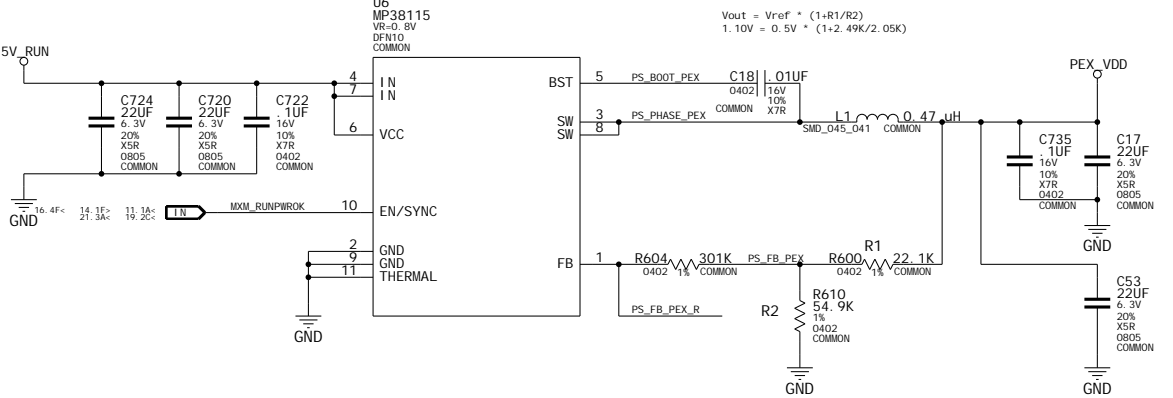 U6
MP38115
VR=0.8V
DFN10
COMMON
Vout = Vref * (1+R1/R2)
1.10V = 0.5V * (1+2.49K/2.05K)
5V_RUN
PEX_VDD
4
IN
7
IN
6
VCC
10
EN/SYNC
2
GND
9
GND
11
THERMAL
BST
5
PS_BOOT_PEX
SW
3
PS_PHASE_PEX
SW
8
FB
1
C724
22UF
6.3V
20%
X5R
0805
COMMON
C720
22UF
6.3V
20%
X5R
0805
COMMON
C722
.1UF
16V
10%
X7R
0402
COMMON
GND
16.4F< 14.1F> 11.1A<
21.3A< 19.2C<
IN
MXM_RUNPWROK
GND
C18
.01UF
0402
16V
10%
X7R
COMMON
L1
0.47 uH
SMD_045_041
COMMON
C735
.1UF
16V
10%
X7R
0402
COMMON
C17
22UF
6.3V
20%
X5R
0805
COMMON
GND
R604
301K
0402
1%
COMMON
PS_FB_PEX
R1
R600
22.1K
0402
1%
COMMON
PS_FB_PEX_R
R2
R610
54.9K
1%
0402
COMMON
GND
C53
22UF
6.3V
20%
X5R
0805
COMMON
GND